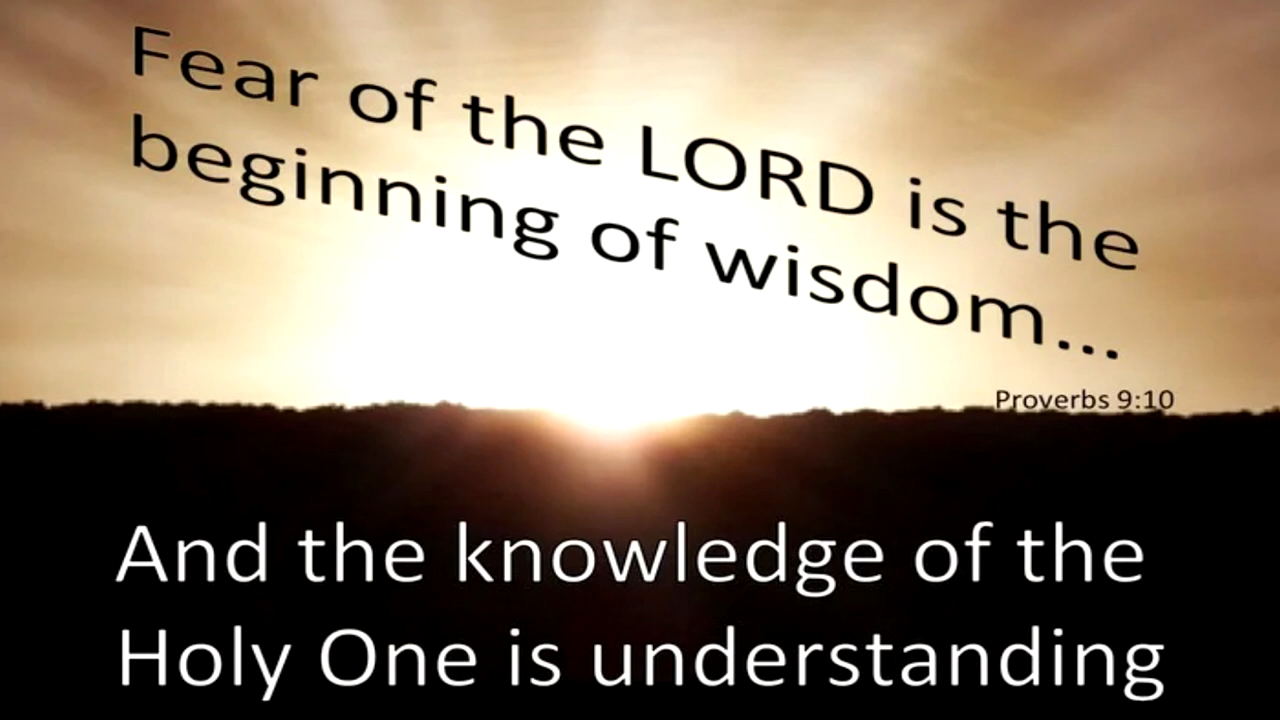 Fear of the LORD is the
beginning of wisdom...
Proverbs 9:10
And the knowledge of the
Holy One is understanding